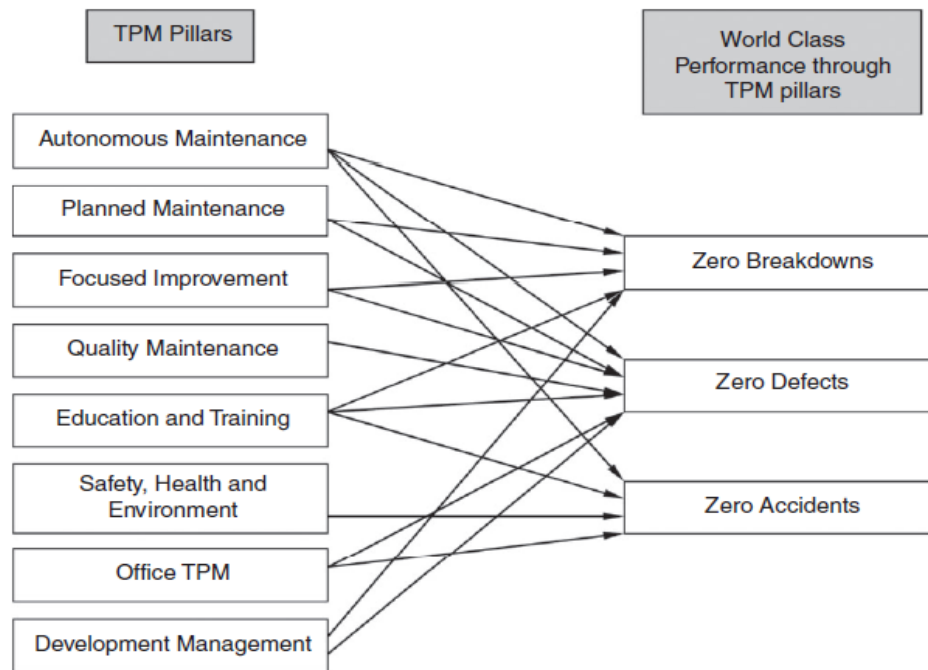 TPM Pillars
World Class
Performance through
TPM pillars
Autonomous Maintenance
Planned Maintenance
Focused Improvement
Quality Maintenance
Education and Training
Safety, Health and
Environment
Office TPM
Development Management
Zero Breakdowns
Zero Defects
Zero Accidents